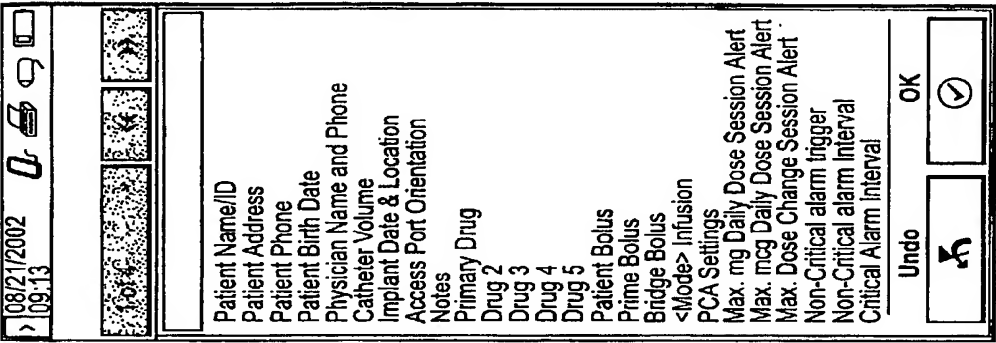 > 08/21/2002
09:13
Patient Name/ID
Patient Address
Patient Phone
Patient Birth Date
Physician Name and Phone
Catheter Volume
Implant Date & Location
Access Port Orientation
Notes
Primary Drug
Drug 2
Drug 3
Drug 4
Drug 5
Patient Bolus
Prime Bolus
Bridge Bolus
<Mode> Infusion
PCA Settings
Max. mg Daily Dose Session Alert
Max. mcg Daily Dose Session Alert
Max. Dose Change Session Alert
Non-Critical alarm trigger
Non-Critical alarm Interval
Critical Alarm Interval
Undo OK